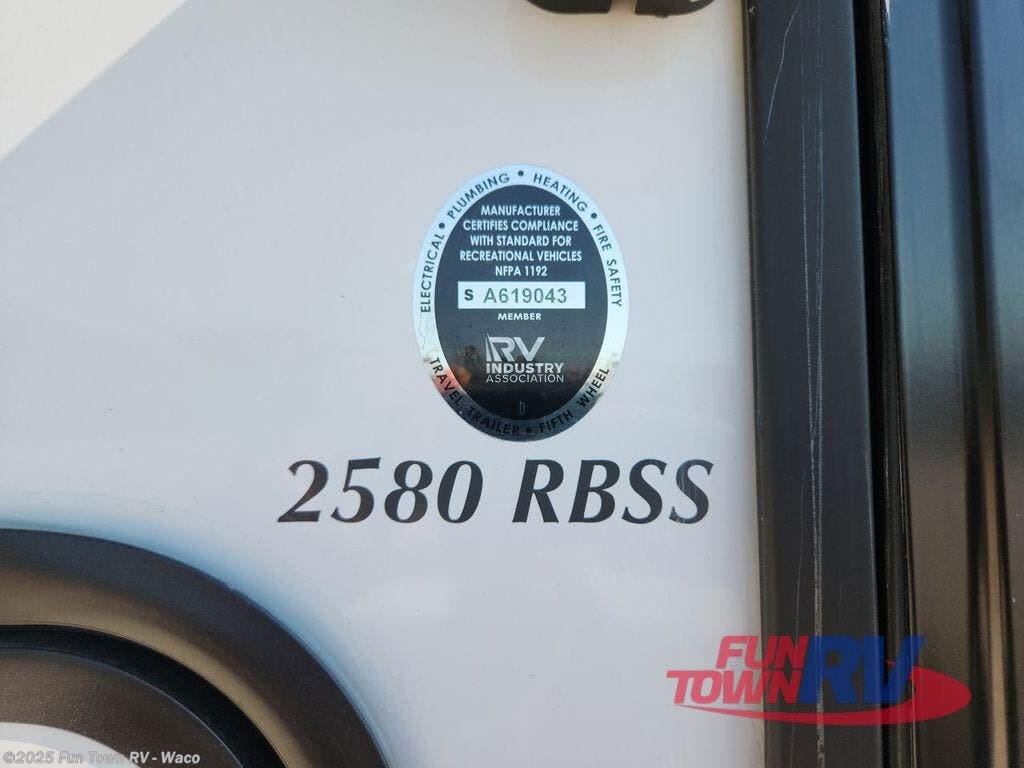 ELECTRICAL • PLUMBING • HEATING • FIRE SAFETY
MANUFACTURER
CERTIFIES COMPLIANCE
WITH STANDARD FOR
RECREATIONAL VEHICLES
NFPA 1192
S A619043
MEMBER
RV
INDUSTRY
ASSOCIATION
D
TRAVEL TRAILER • FIFTH WHEEL
2580 RBSS
FUN
TOWN RV
©2025 Fun Town RV - Waco